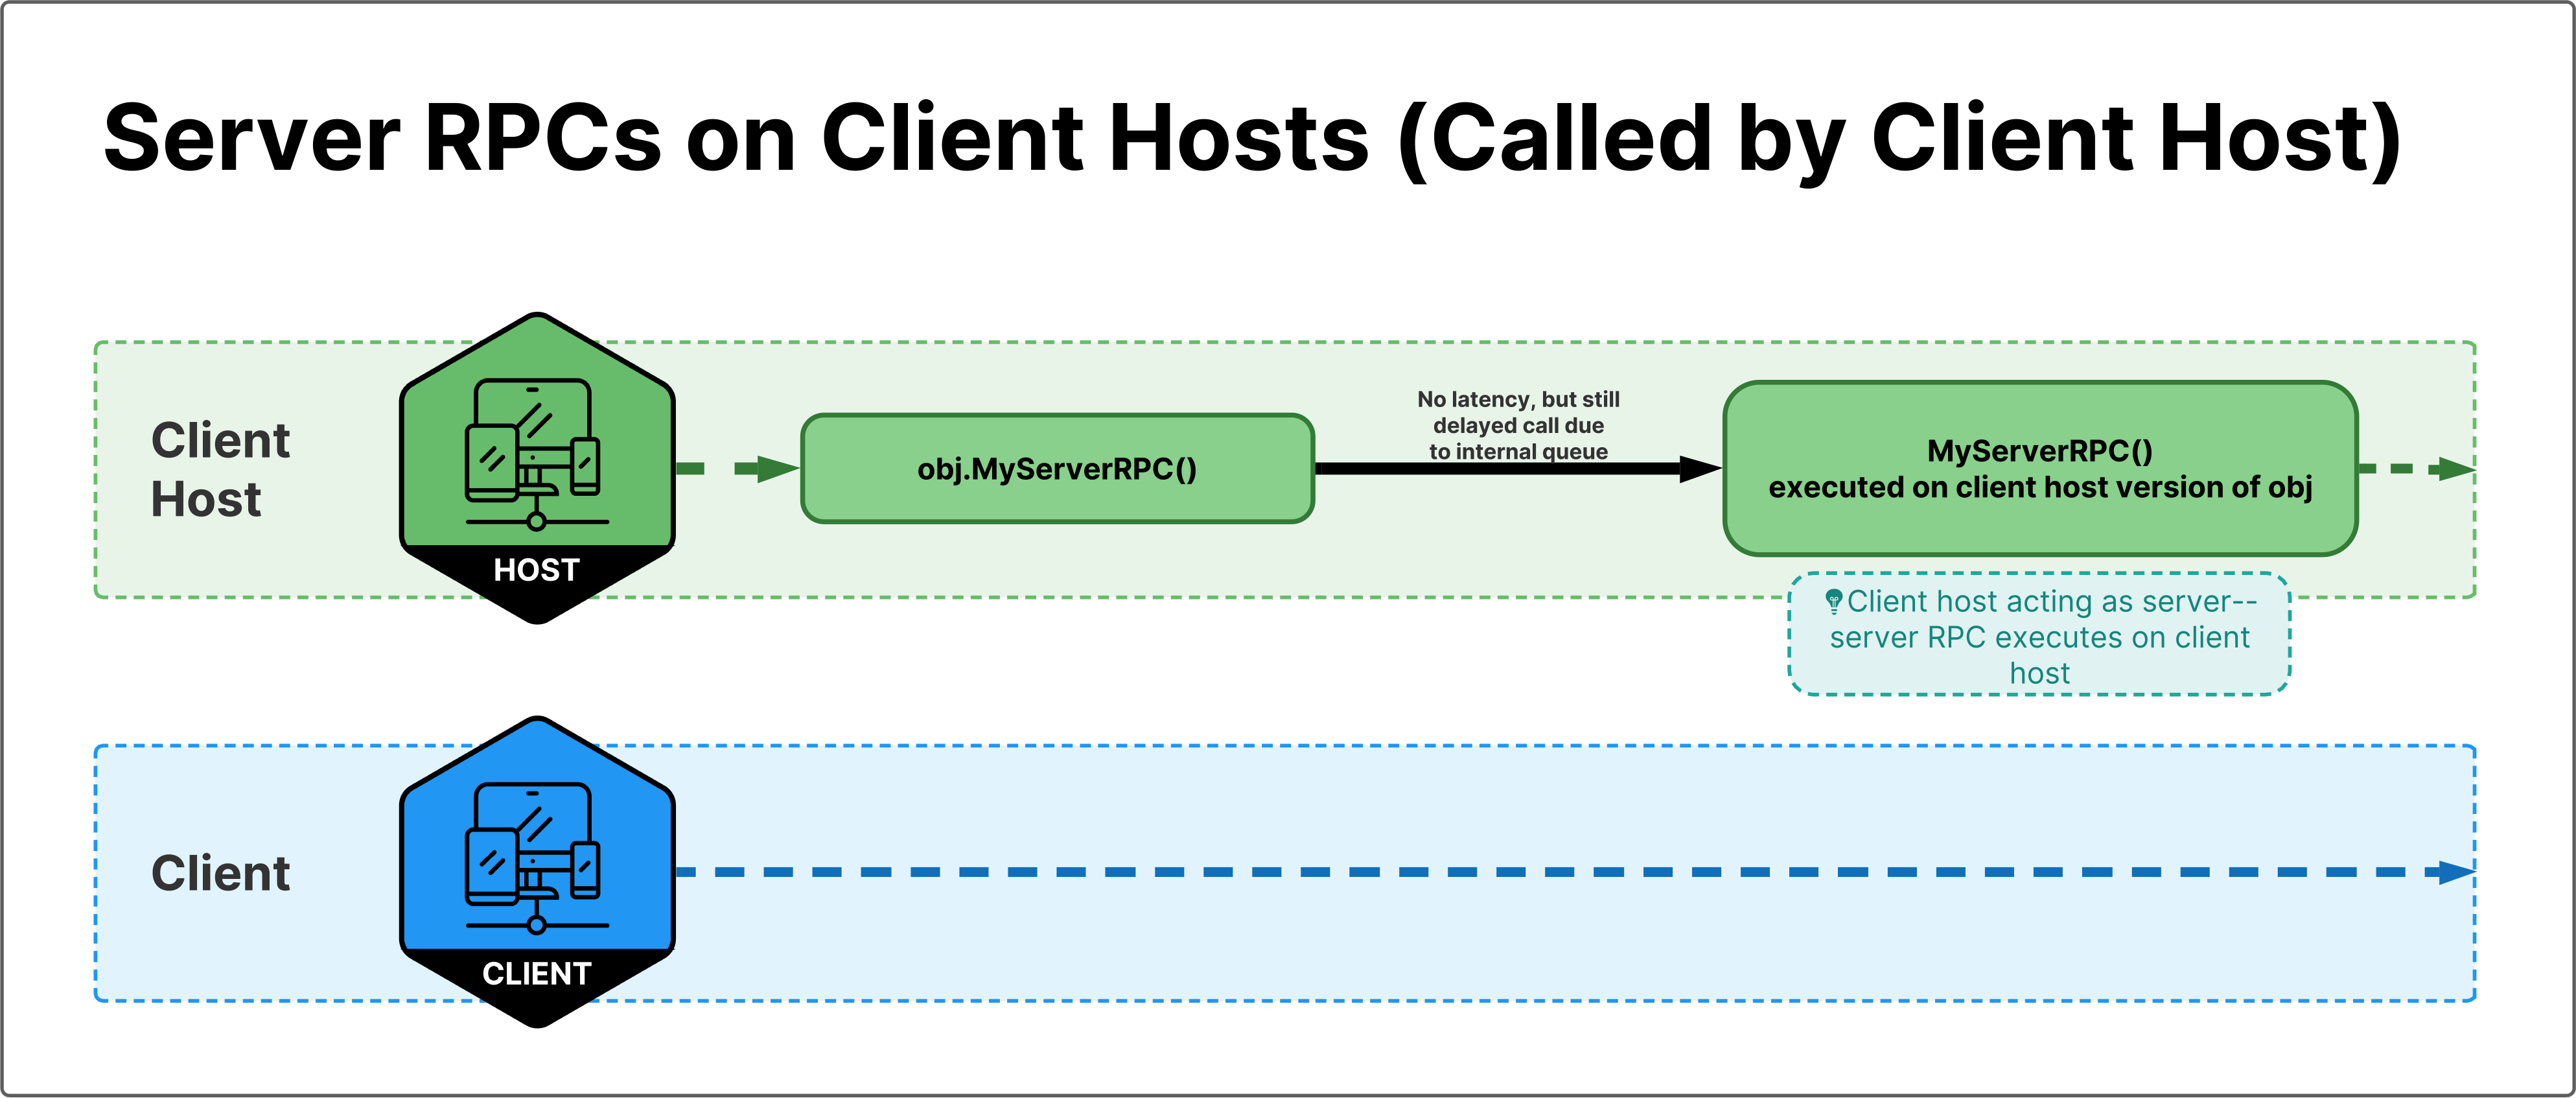 Server RPCs on Client Hosts (Called by Client Host)
Client
Host
HOST
obj.MyServerRPC()
No latency, but still
delayed call due
to internal queue
MyServerRPC()
executed on client host version of obj
Client host acting as server--
server RPC executes on client
host
Client
CLIENT